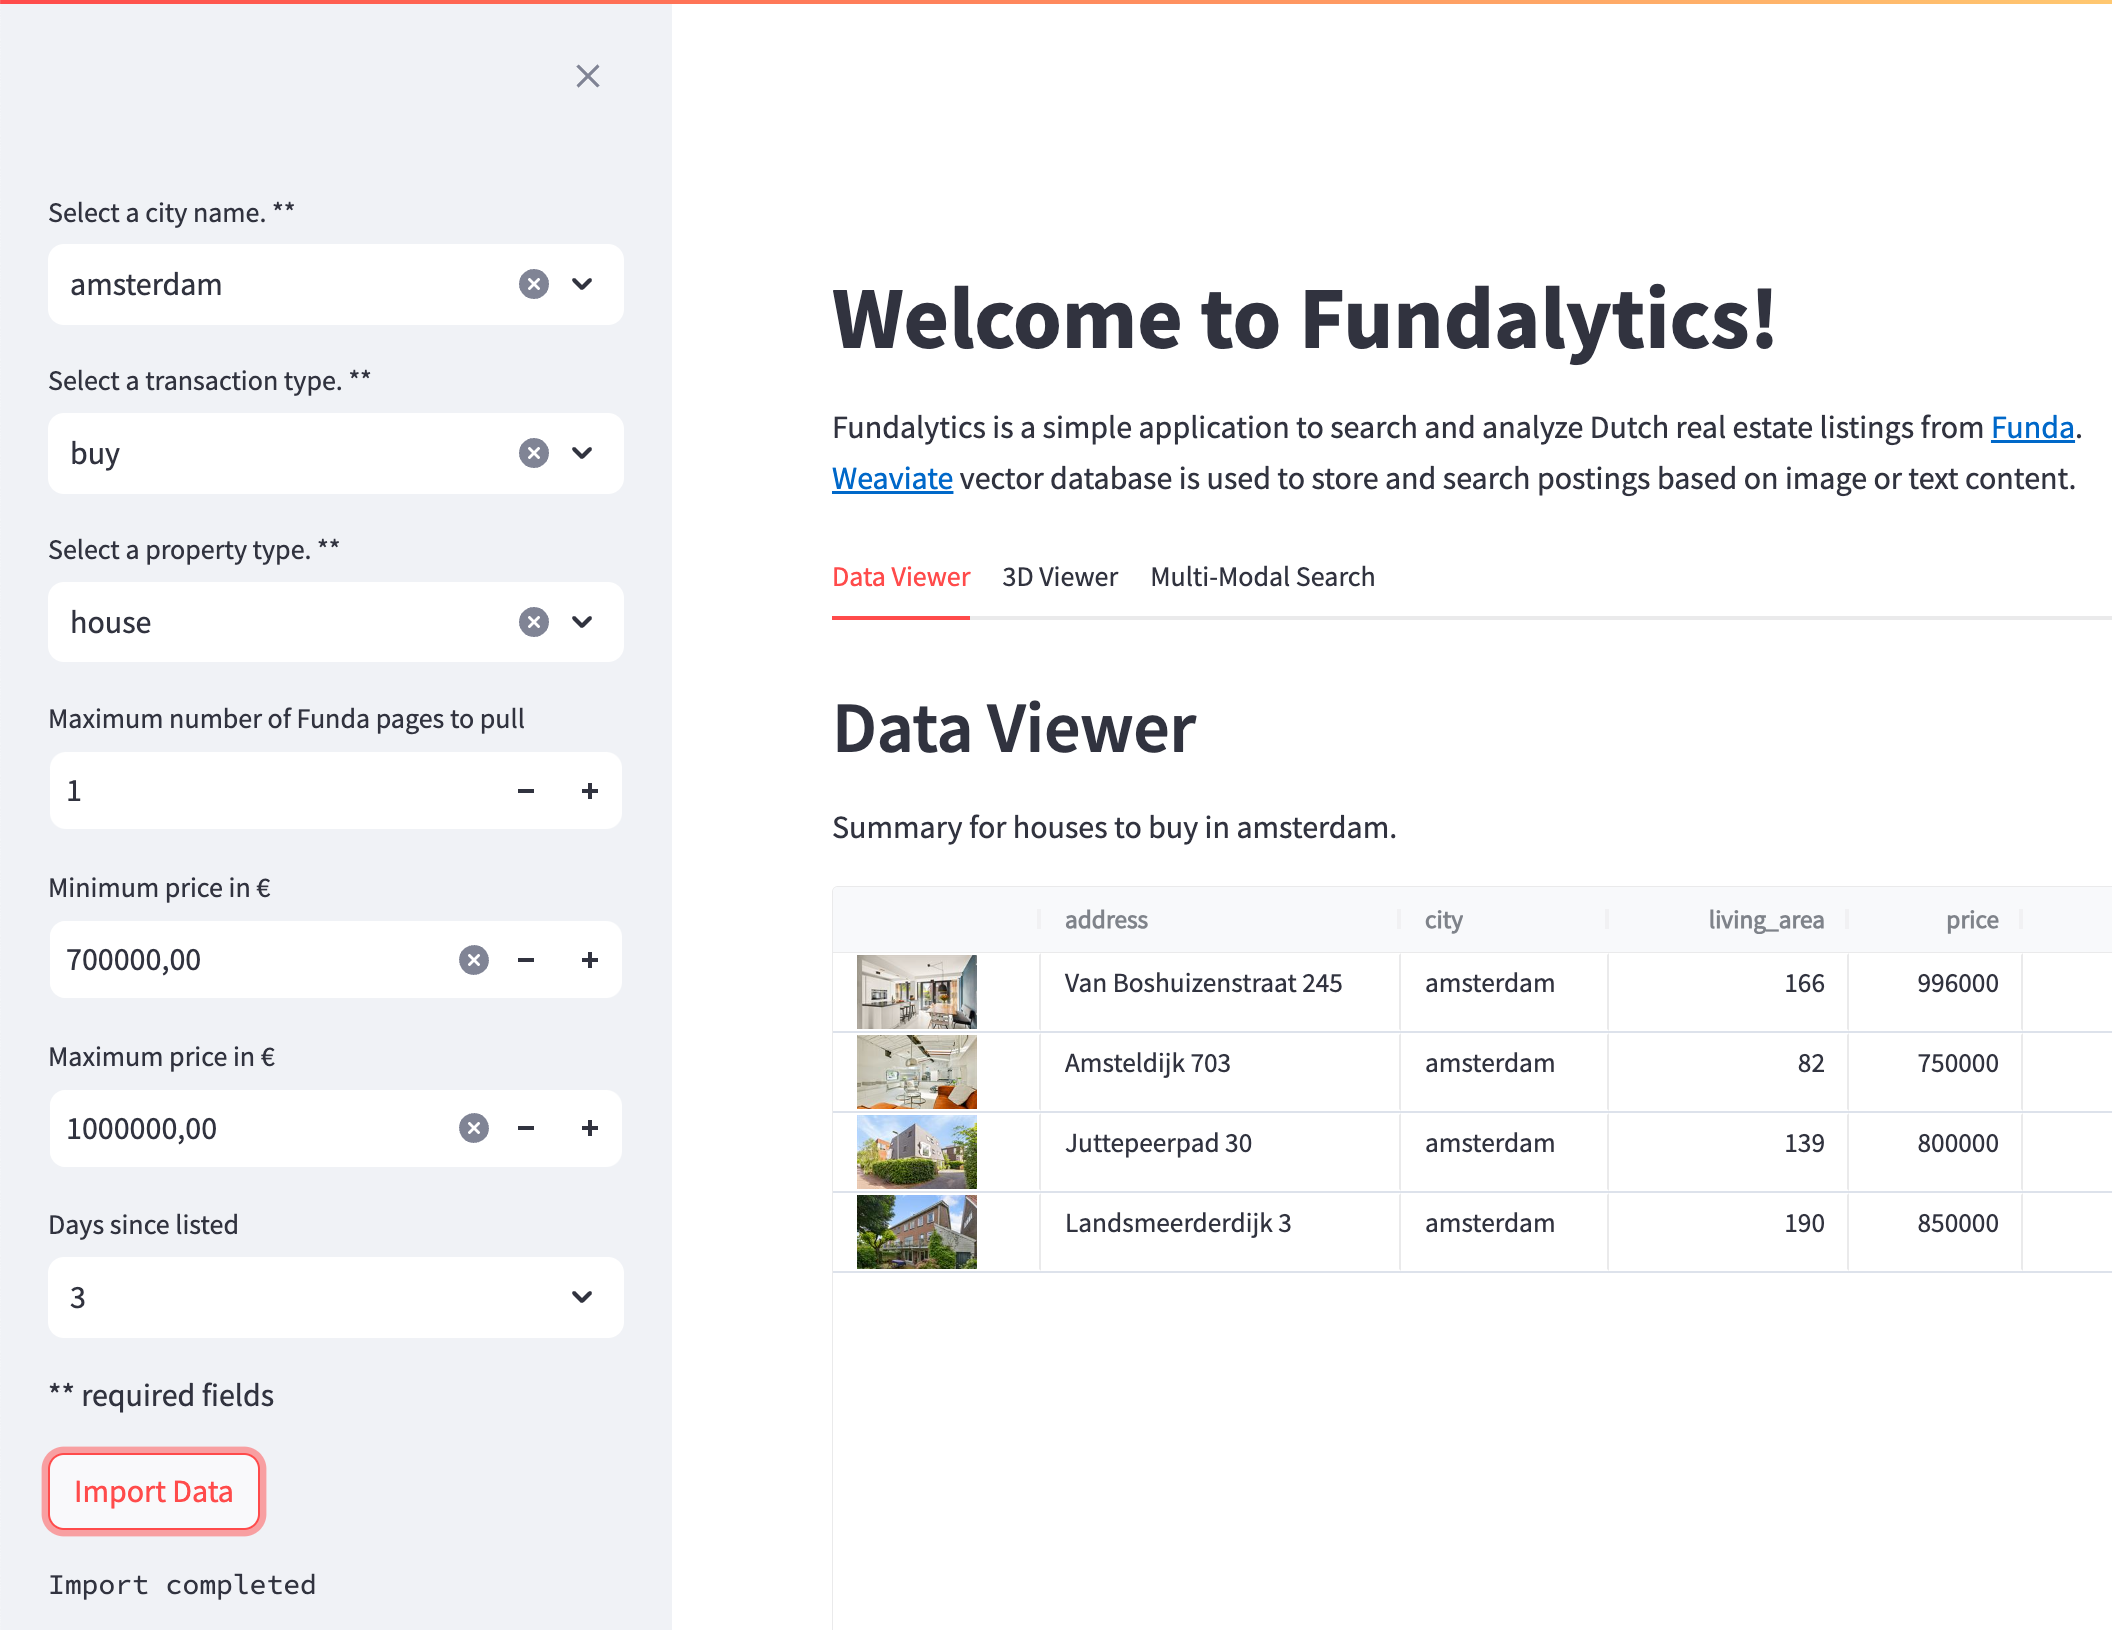 Select a city name. **
amsterdam
Select a transaction type. **
buy
Select a property type. **
house
Maximum number of Funda pages to pull
1
Minimum price in €
700000,00
Maximum price in €
1000000,00
Days since listed
3
** required fields
Import Data
Import completed
Welcome to Fundalytics!
Fundalytics is a simple application to search and analyze Dutch real estate listings from Funda.
Weaviate vector database is used to store and search postings based on image or text content.
Data Viewer 3D Viewer Multi-Modal Search
Data Viewer
Summary for houses to buy in amsterdam.
address city living_area price
Van Boshuizenstraat 245 amsterdam 166 996000
Amsteldijk 703 amsterdam 82 750000
Juttepeerpad 30 amsterdam 139 800000
Landsmeerderdijk 3 amsterdam 190 850000